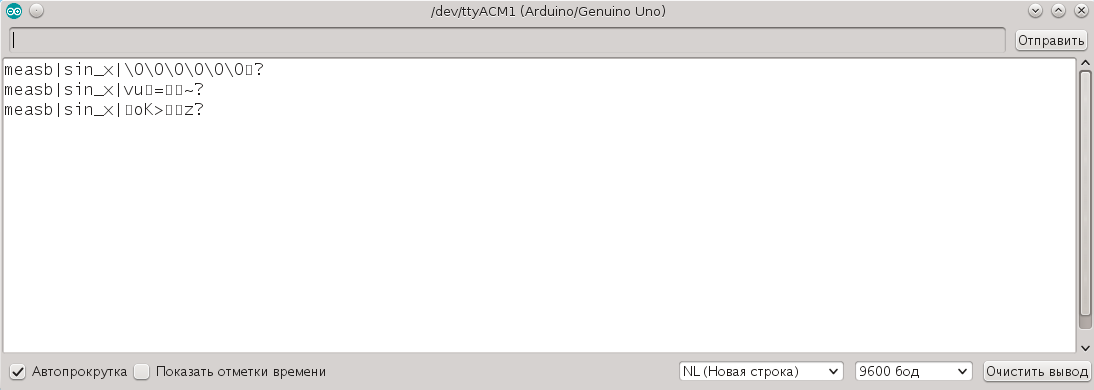 /dev/ttyACM1 (Arduino/Genuino Uno)
Отправить
measb|sin_x|\0\0\0\0\0\0▯?
measb|sin_x|vu▯=▯▯~?
measb|sin_x|▯oK>▯▯z?
Автопрокрутка Показать отметки времени NL (Новая строка) 9600 бод Очистить вывод